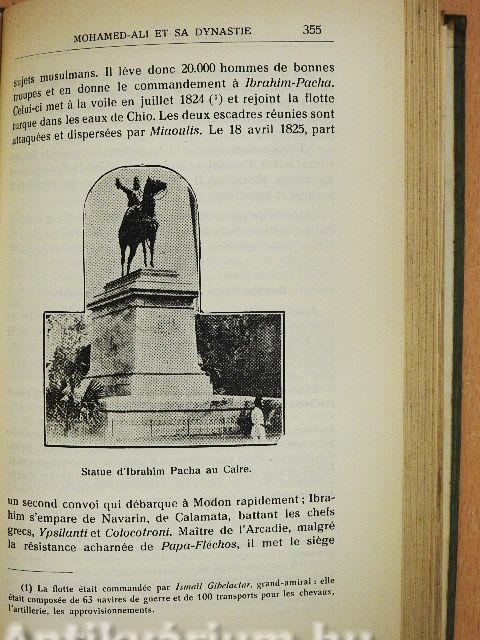 MOHAMED-ALI ET SA DYNASTIE 355
sujets musulmans. Il lève donc 20.000 hommes de bonnes
troupes et en donne le commandement à Ibrahim-Pacha.
Celui-ci met à la voile en juillet 1824 (1) et rejoint la flotte
turque dans les eaux de Chio. Les deux escadres réunies sont
attaquées et dispersées par Miaoulis. Le 18 avril 1825, part
Statue d'Ibrahim Pacha au Caire.
un second convoi qui débarque à Modon rapidement ; Ibra-
him s'empare de Navarin, de Calamata, battant les chefs
grecs, Ypsilanti et Colocotroni. Maître de l'Arcadie, malgré
la résistance acharnée de Papa-Fléchos, il met le siège
(1) La flotte était commandée par Ismail Gibelactar, grand-amiral : elle
était composée de 63 navires de guerre et de 100 transports pour les chevaux,
l'artillerie, les approvisionnements.